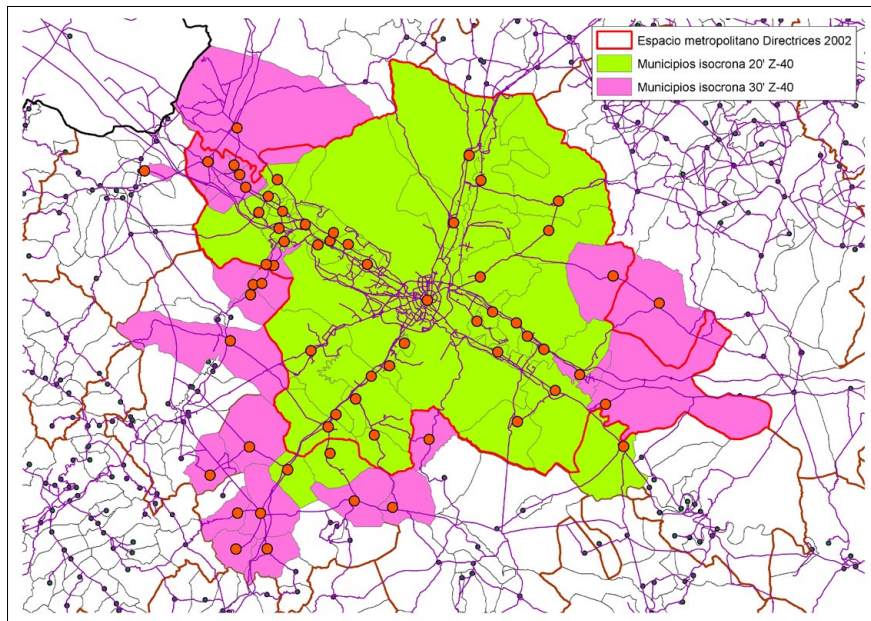 Espacio metropolitano Directrices 2002
Municipios isocrona 20' Z-40
Municipios isocrona 30' Z-40